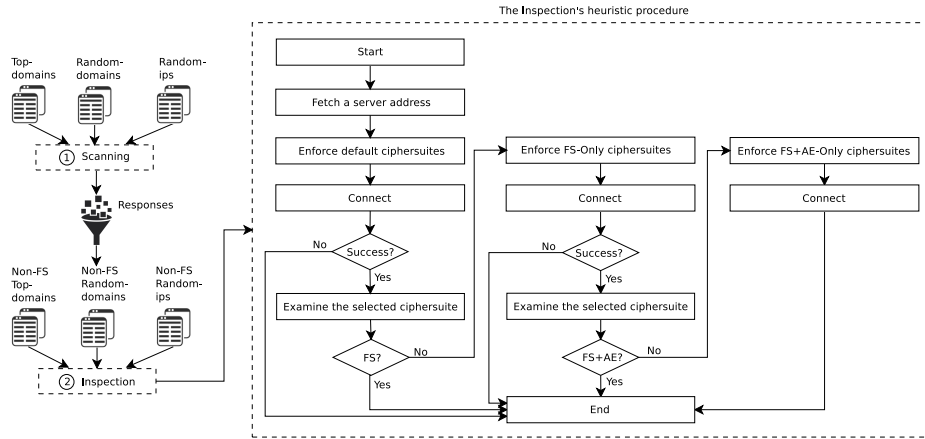 The Inspection's heuristic procedure
Top-
domains
Random-
domains
Random-
ips
1 Scanning
Responses
Non-FS
Top-
domains
Non-FS
Random-
domains
Non-FS
Random-
ips
2 Inspection
Start
Fetch a server address
Enforce default ciphersuites
Connect
Success?
No
Yes
Examine the selected ciphersuite
FS?
No
Yes
Enforce FS-Only ciphersuites
Connect
Success?
No
Yes
Examine the selected ciphersuite
FS+AE?
No
Yes
End
Enforce FS+AE-Only ciphersuites
Connect